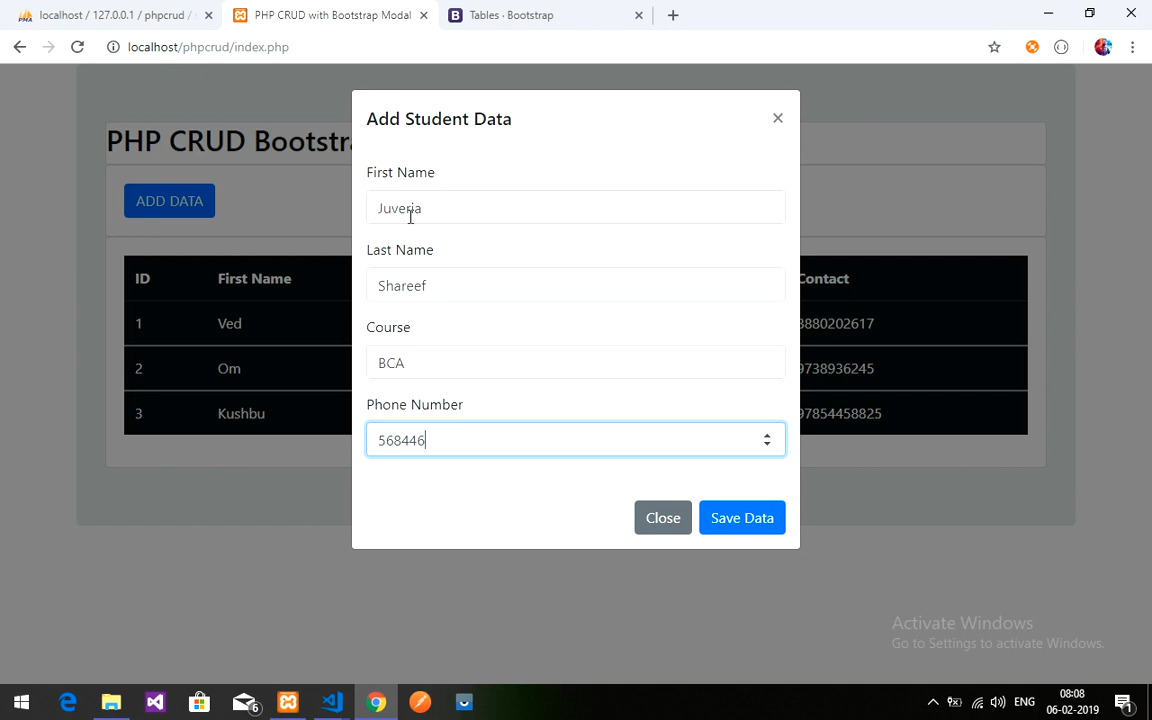 localhost / 127.0.0.1 / phpcrud /
PHP CRUD with Bootstrap Modal
Tables · Bootstrap
localhost/phpcrud/index.php
Add Student Data
×
PHP CRUD Bootstra
ADD DATA
First Name
Juveria
Last Name
Shareef
Course
BCA
Phone Number
568446
Close
Save Data
ID First Name Contact
1 Ved 8880202617
2 Om 9738936245
3 Kushbu 97854458825
Activate Windows
Go to Settings to activate Windows.
6
ENG
08:08
06-02-2019
1